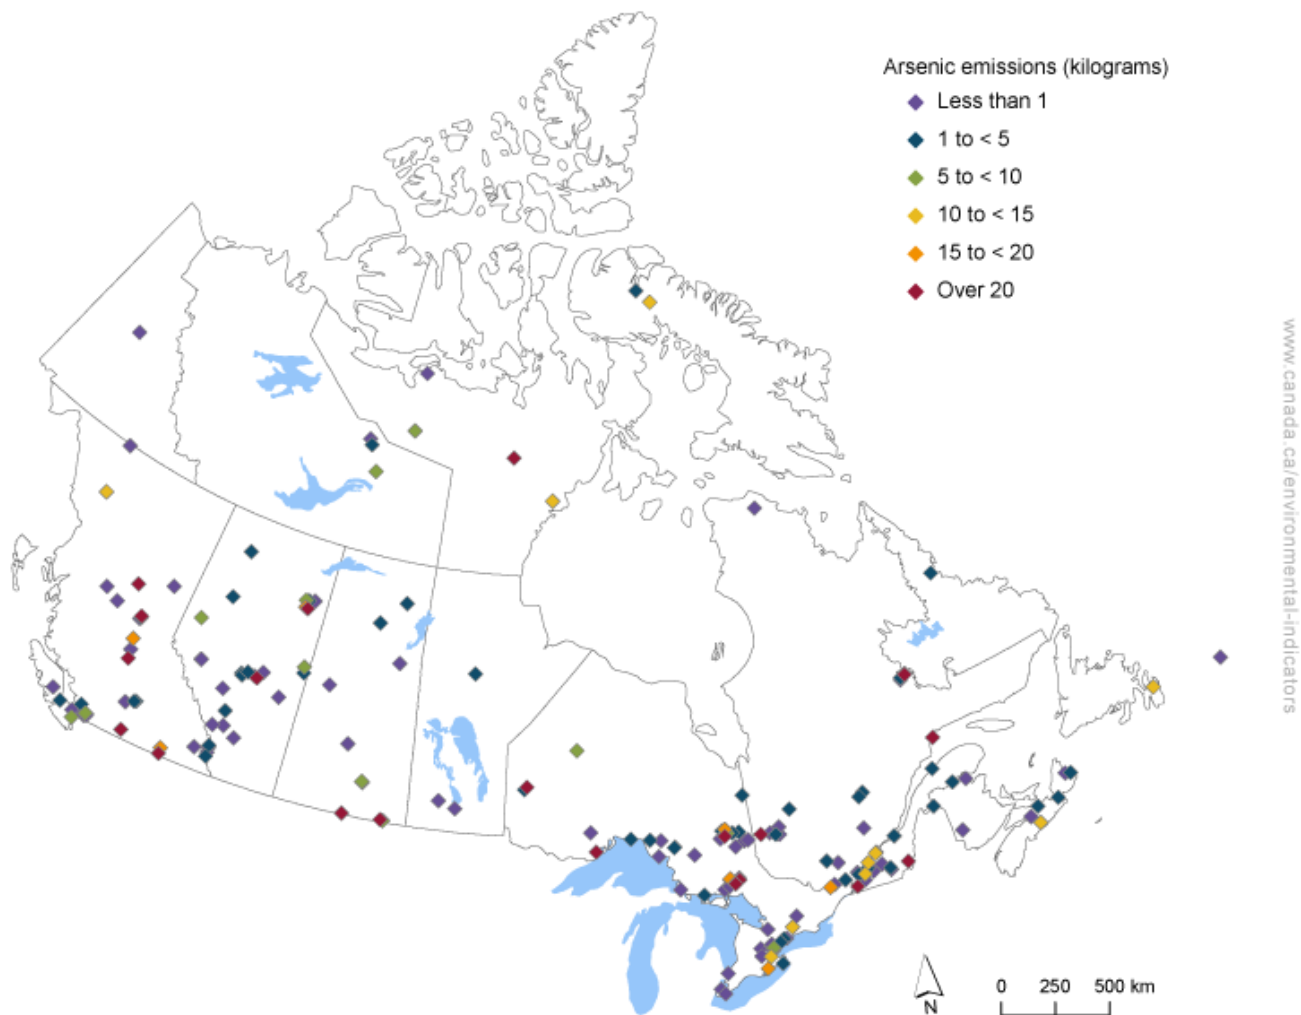 Arsenic emissions (kilograms)
Less than 1
1 to < 5
5 to < 10
10 to < 15
15 to < 20
Over 20
www.canada.ca/environmental-indicators
N
0 250 500 km